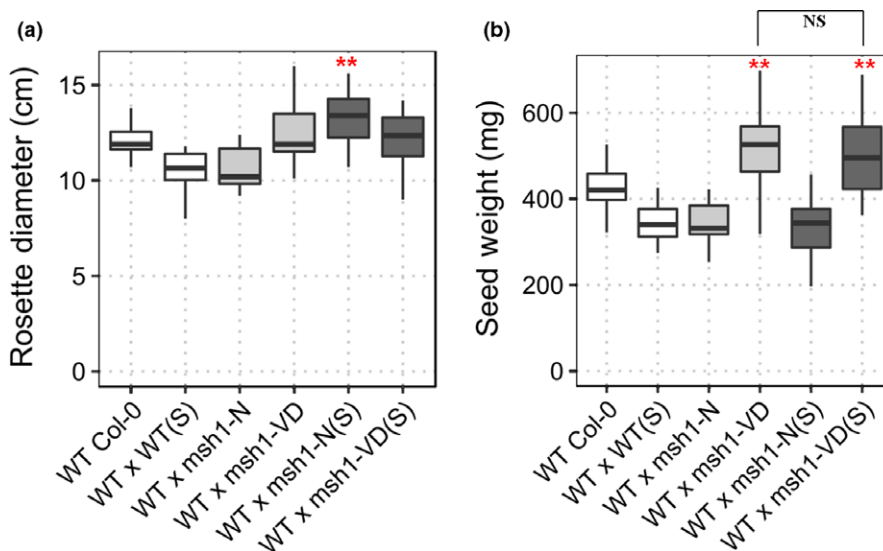 (a)
Rosette diameter (cm)
15
10
5
0
**
WT Col-0
WT x WT(S)
WT x msh1-N
WT x msh1-VD
WT x msh1-N(S)
WT x msh1-VD(S)
(b)
NS
Seed weight (mg)
600
400
200
0
**
**
WT Col-0
WT x WT(S)
WT x msh1-N
WT x msh1-VD
WT x msh1-N(S)
WT x msh1-VD(S)